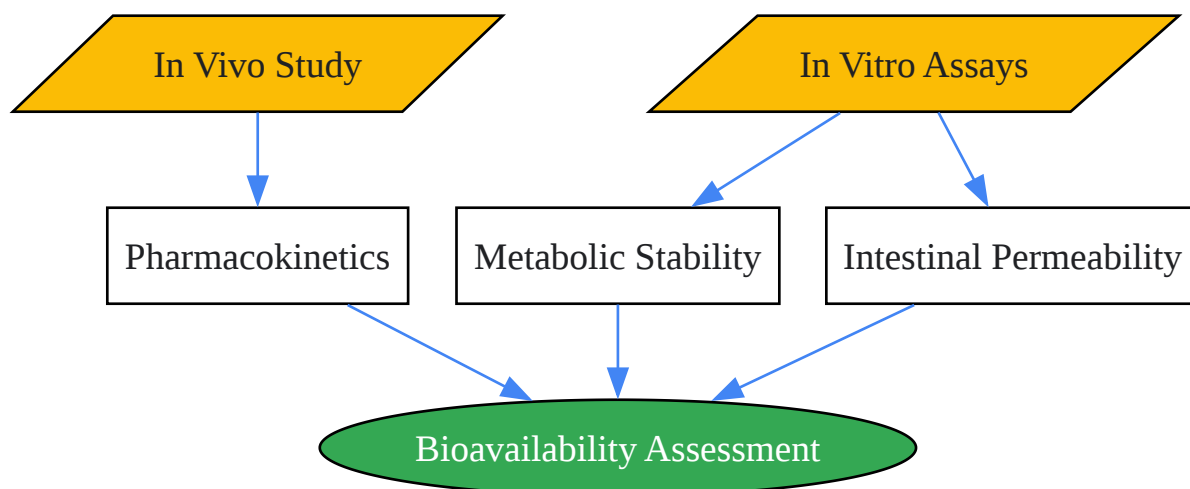 In Vivo Study
In Vitro Assays
Pharmacokinetics
Metabolic Stability
Intestinal Permeability
Bioavailability Assessment